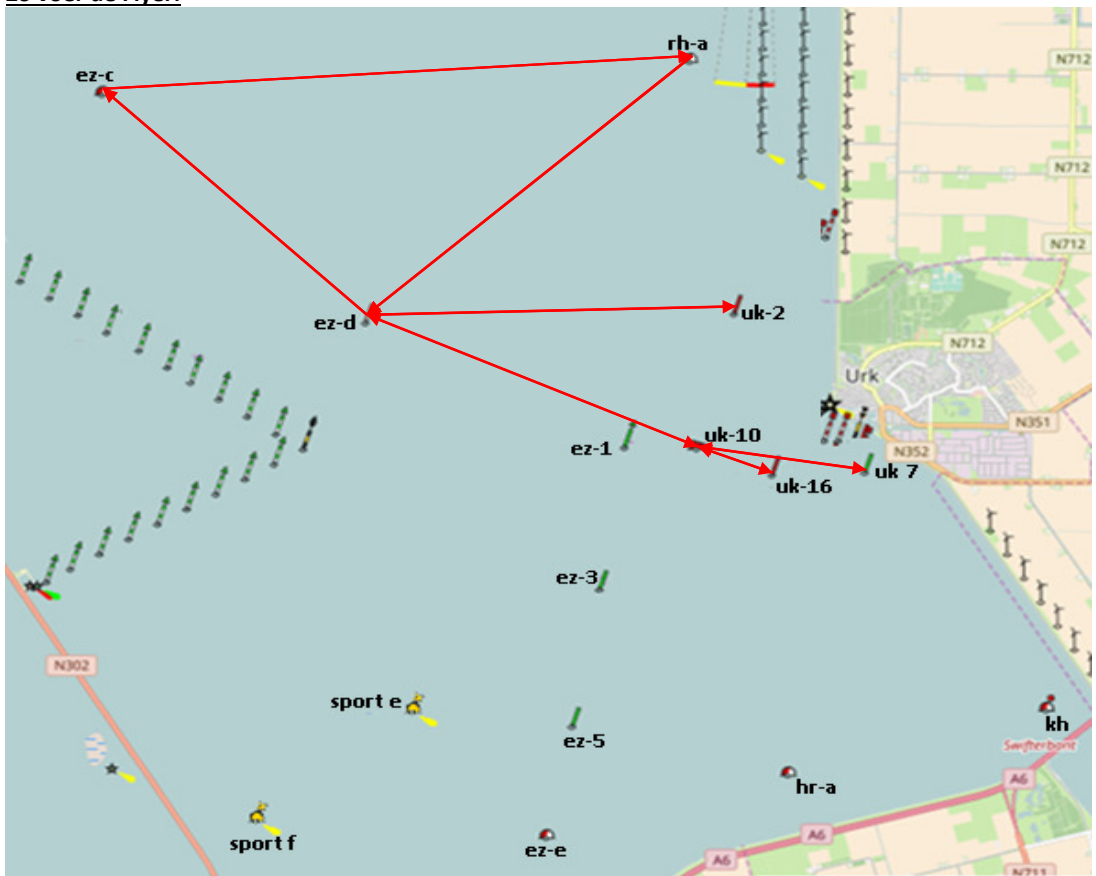 rh-a
ez-c
N712
N712
N712
ez-d
uk-2
N712
Urk
N351
uk-10
ez-1
N352
uk 7
uk-16
ez-3
N302
sport e
kh
ez-5
Swifterbant
A6
hr-a
A6
sport f
ez-e
A6
N711